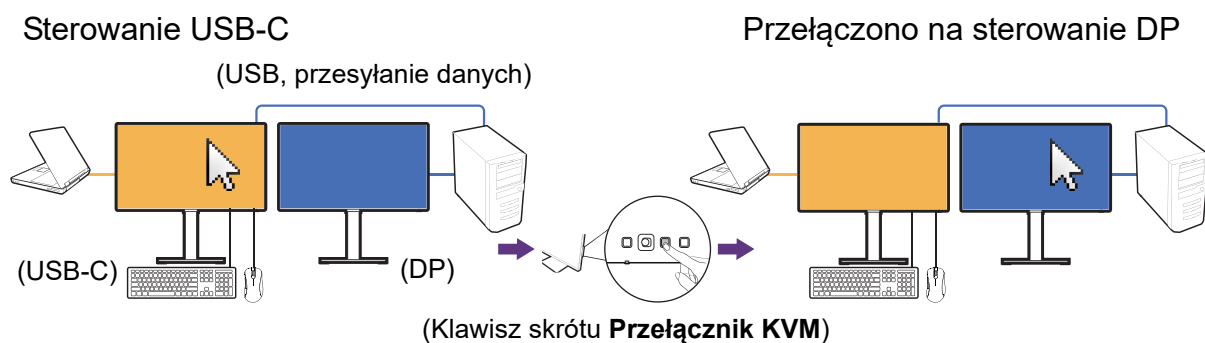 Sterowanie USB-C
Przełączono na sterowanie DP
(USB, przesyłanie danych)
(USB-C)
(DP)
(Klawisz skrótu Przełącznik KVM)